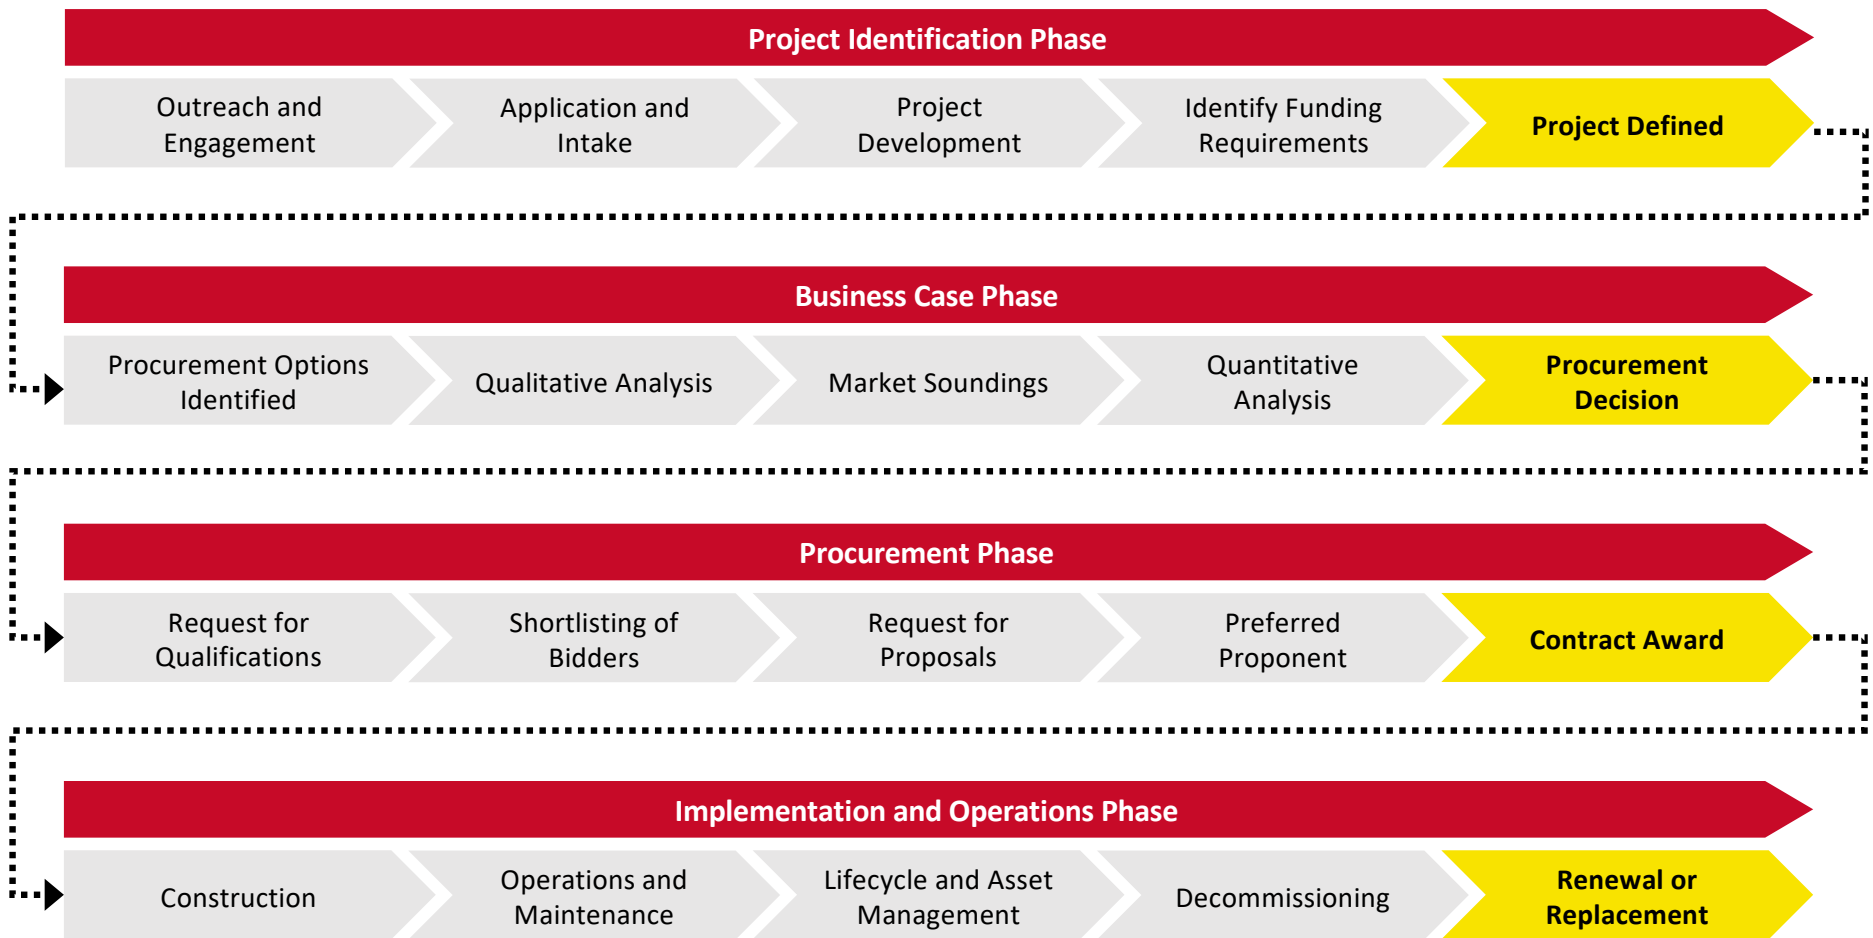 Project Identification Phase
Outreach and
Engagement
Application and
Intake
Project
Development
Identify Funding
Requirements
Project Defined
Business Case Phase
Procurement Options
Identified
Qualitative Analysis
Market Soundings
Quantitative
Analysis
Procurement
Decision
Procurement Phase
Request for
Qualifications
Shortlisting of
Bidders
Request for
Proposals
Preferred
Proponent
Contract Award
Implementation and Operations Phase
Construction
Operations and
Maintenance
Lifecycle and Asset
Management
Decommissioning
Renewal or
Replacement